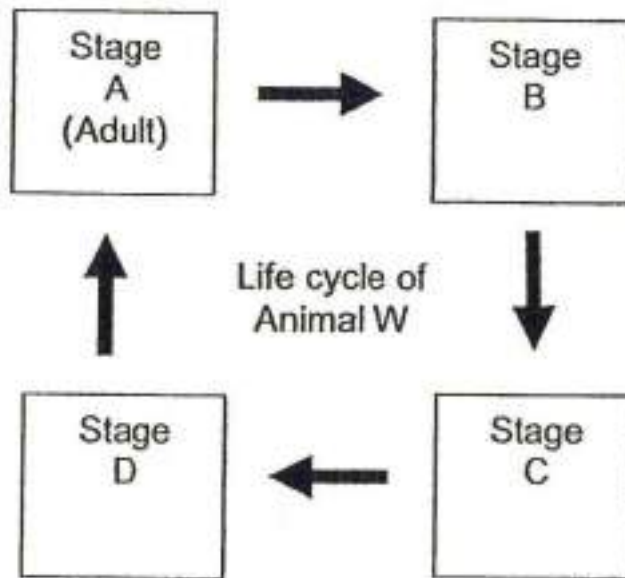 Stage
A
(Adult)
Stage
B
Life cycle of
Animal W
Stage
D
Stage
C